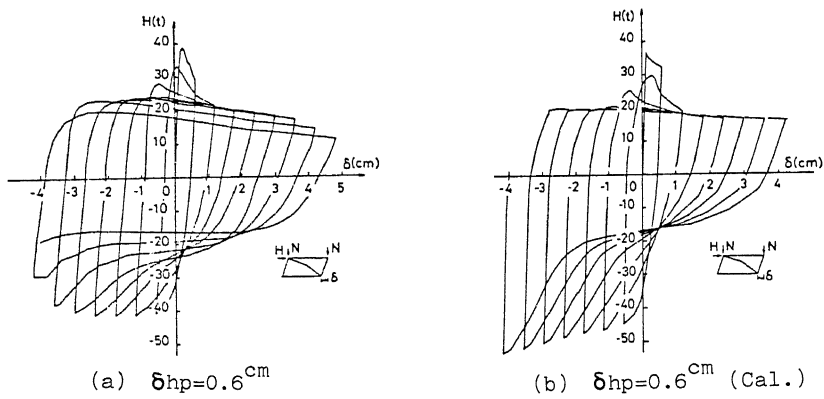 H(t)
40
30
20
10
δ(cm)
-4 -3 -2 -1 0 1 2 3 4 5
-10
-20
-30
-40
-50
H N N
δ
(a) δhp=0.6cm
H(t)
40
30
20
10
δ(cm)
-4 -3 -2 -1 0 1 2 3 4
-10
-20
-30
-40
-50
H N N
δ
(b) δhp=0.6cm (Cal.)